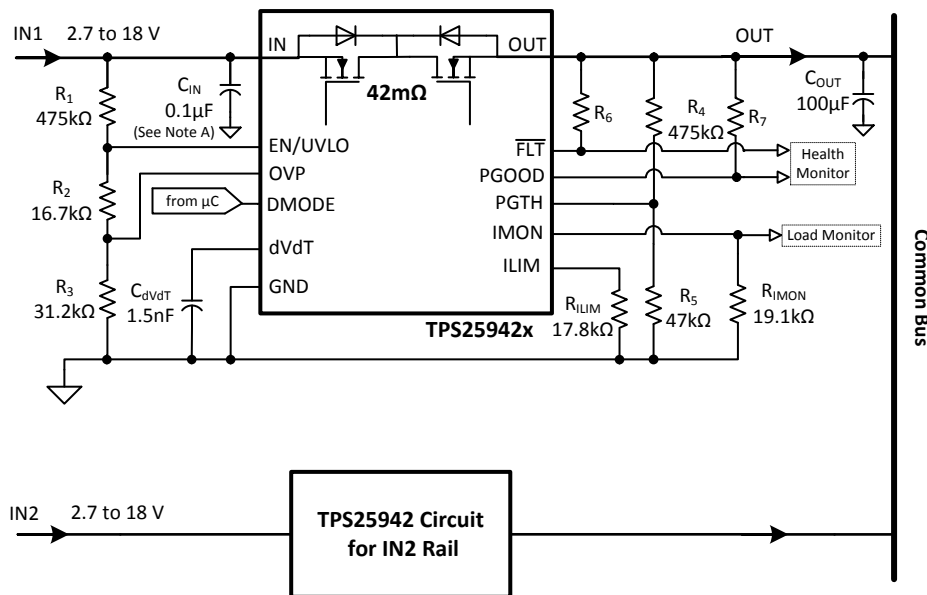 IN1
2.7 to 18 V
R1
475kΩ
CIN
0.1µF
(See Note A)
R2
16.7kΩ
R3
31.2kΩ
from µC
CdVdT
1.5nF
IN
OUT
42mΩ
EN/UVLO
OVP
DMODE
dVdT
GND
FLT
PGOOD
PGTH
IMON
ILIM
TPS25942x
OUT
R6
R4
475kΩ
R7
COUT
100µF
Health
Monitor
Load Monitor
RILIM
17.8kΩ
R5
47kΩ
RIMON
19.1kΩ
Common Bus
IN2
2.7 to 18 V
TPS25942 Circuit
for IN2 Rail